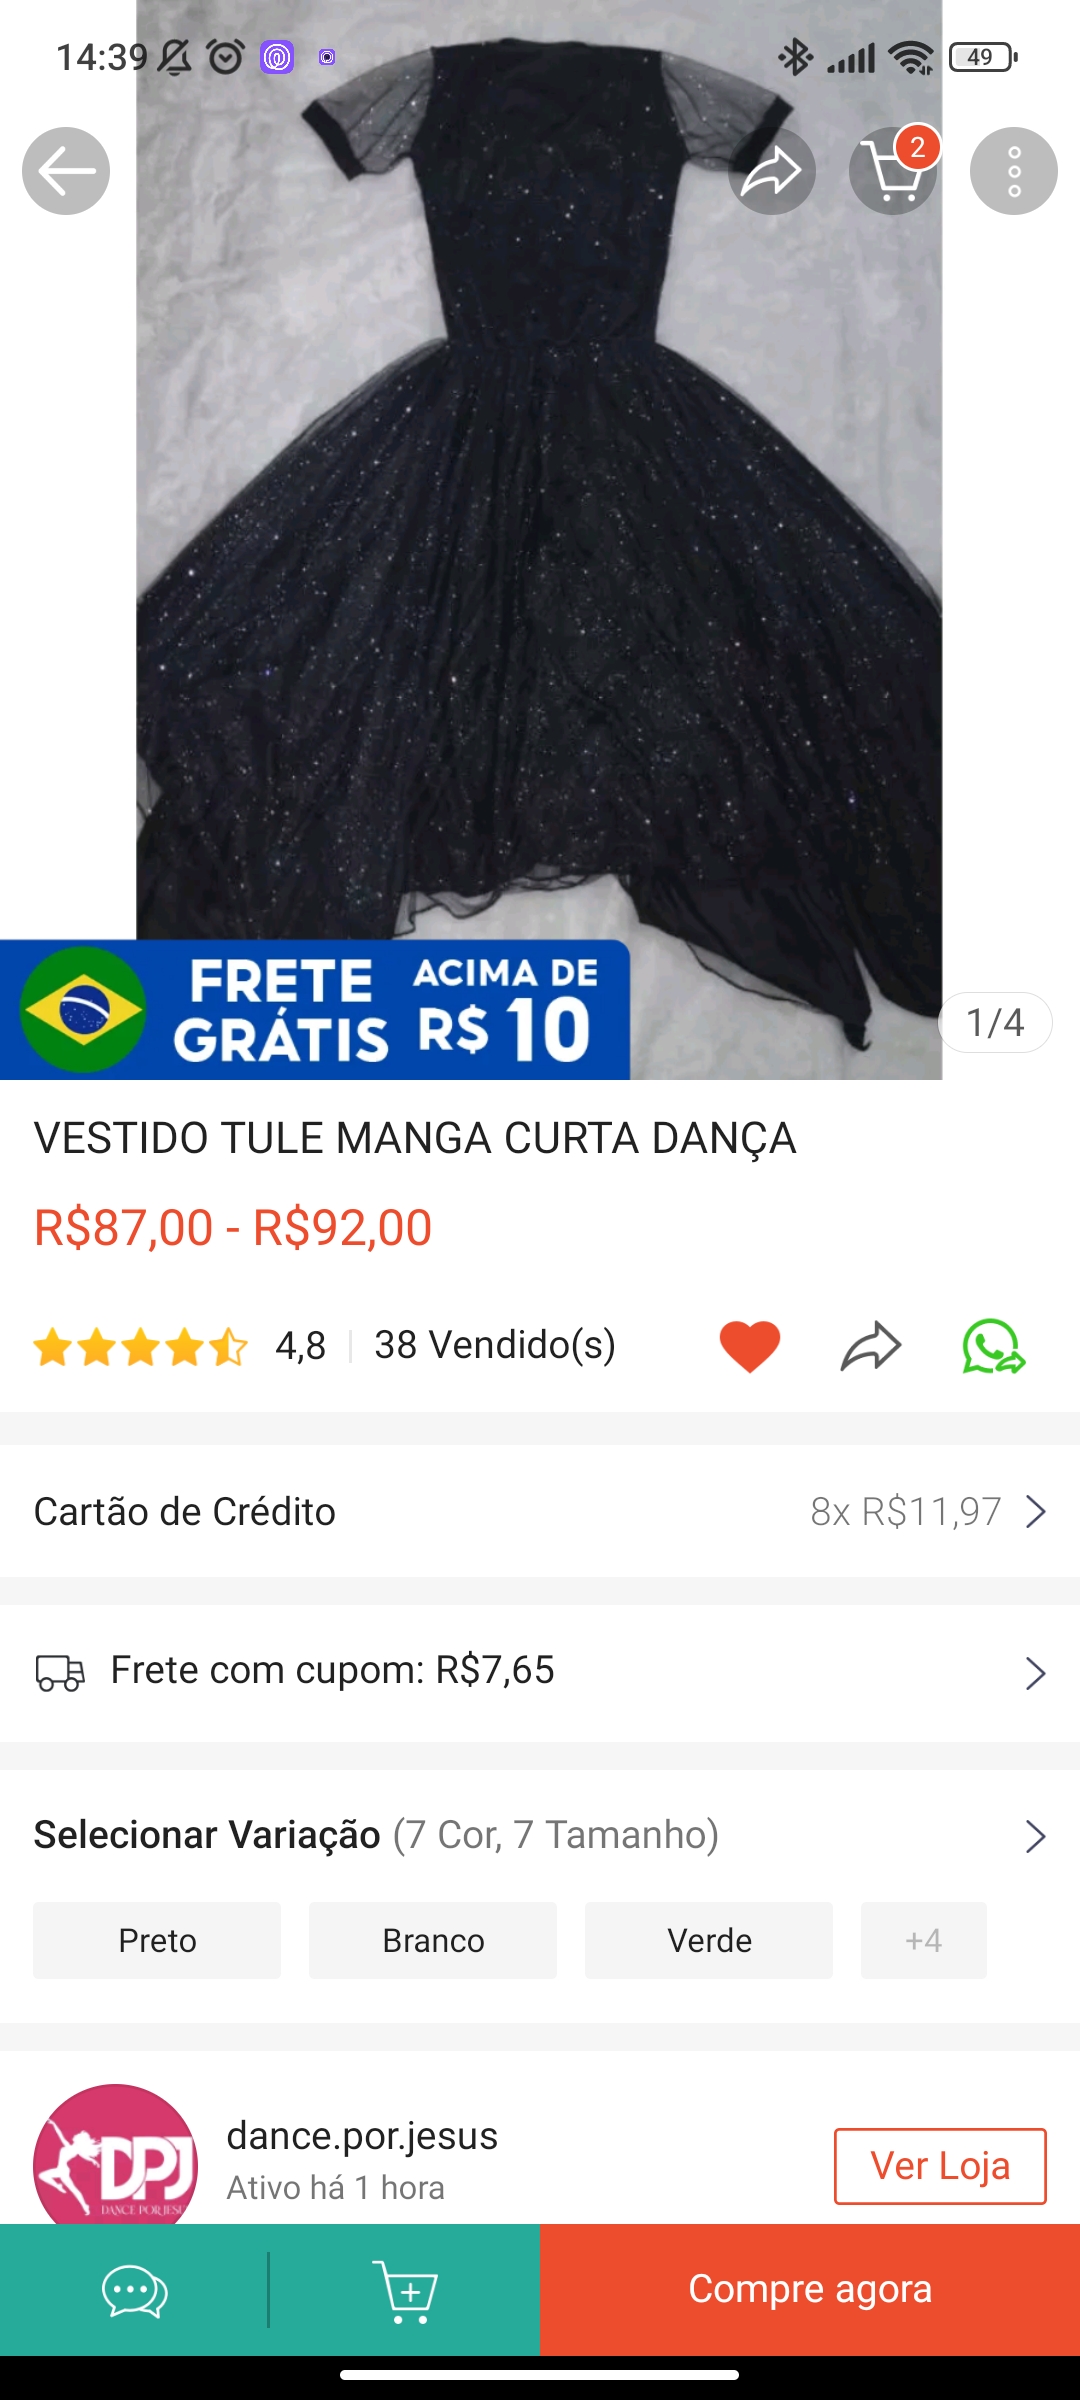 14:39
49
2
FRETE GRÁTIS
ACIMA DE R$ 10
1/4
VESTIDO TULE MANGA CURTA DANÇA
R$87,00 - R$92,00
4,8
38 Vendido(s)
Cartão de Crédito
8x R$11,97
Frete com cupom: R$7,65
Selecionar Variação (7 Cor, 7 Tamanho)
Preto
Branco
Verde
+4
DPJ
dance.por.jesus
Ativo há 1 hora
Ver Loja
Compre agora